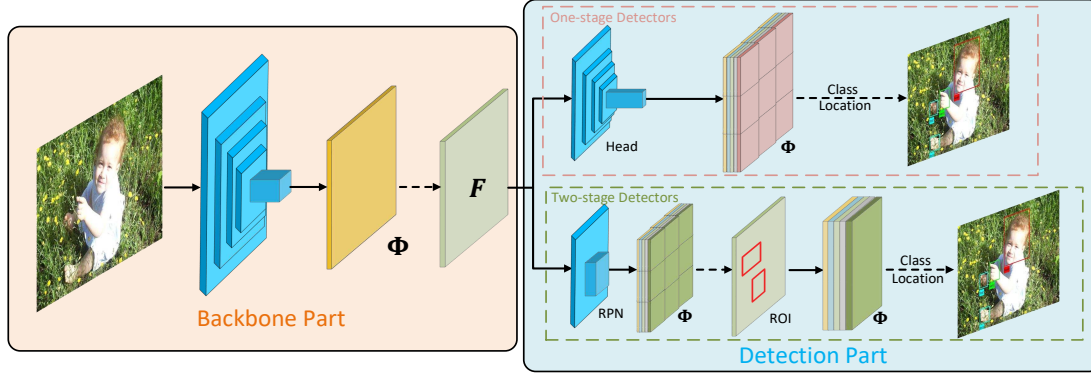 Φ
F
Backbone Part
One-stage Detectors
Head
Φ
Class
Location
Two-stage Detectors
RPN
Φ
ROI
Φ
Class
Location
Detection Part